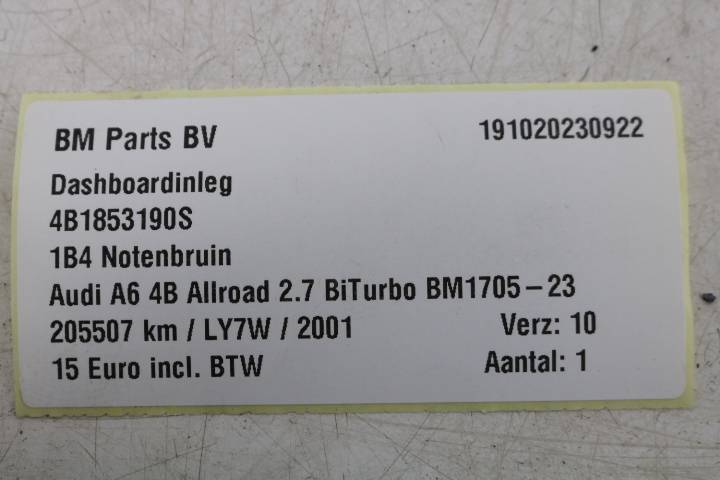 BM Parts BV 191020230922
Dashboardinleg
4B1853190S
1B4 Notenbruin
Audi A6 4B Allroad 2.7 BiTurbo BM1705-23
205507 km / LY7W / 2001 Verz: 10
15 Euro incl. BTW Aantal: 1